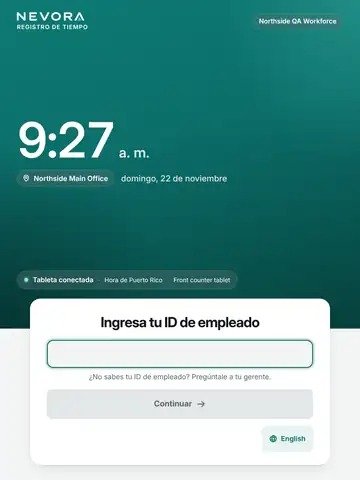 NEVORA
REGISTRO DE TIEMPO
Northside QA Workforce
9:27 a. m.
Northside Main Office domingo, 22 de noviembre
Tableta conectada · Hora de Puerto Rico · Front counter tablet
Ingresa tu ID de empleado
¿No sabes tu ID de empleado? Pregúntale a tu gerente.
Continuar →
English